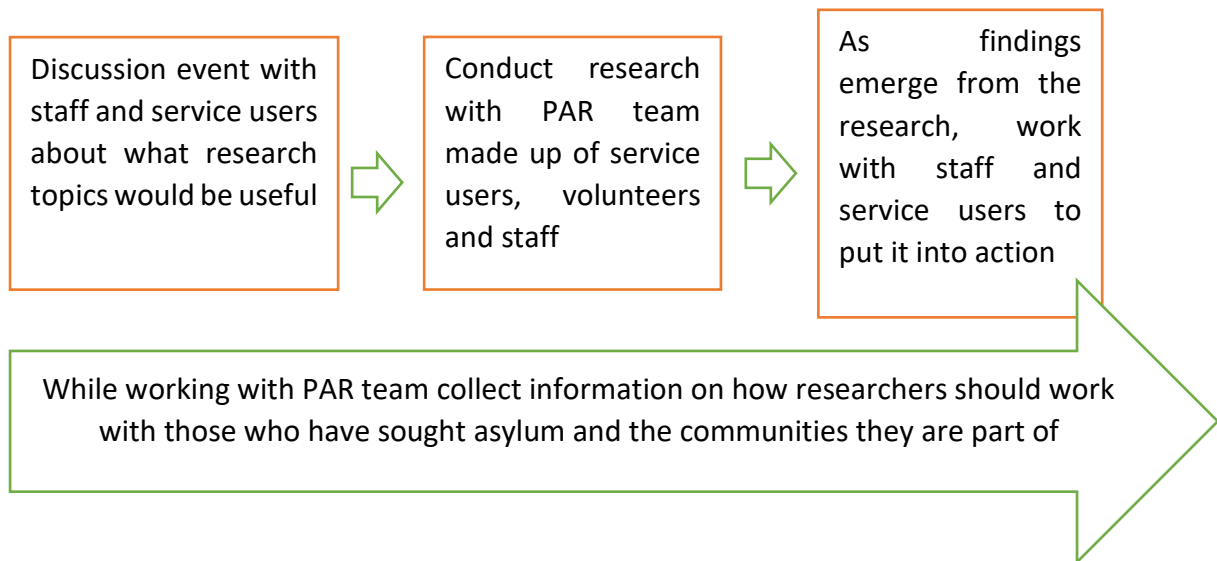 Discussion event with
staff and service users
about what research
topics would be useful
Conduct research
with PAR team
made up of service
users, volunteers
and staff
As findings
emerge from the
research, work
with staff and
service users to
put it into action
While working with PAR team collect information on how researchers should work
with those who have sought asylum and the communities they are part of